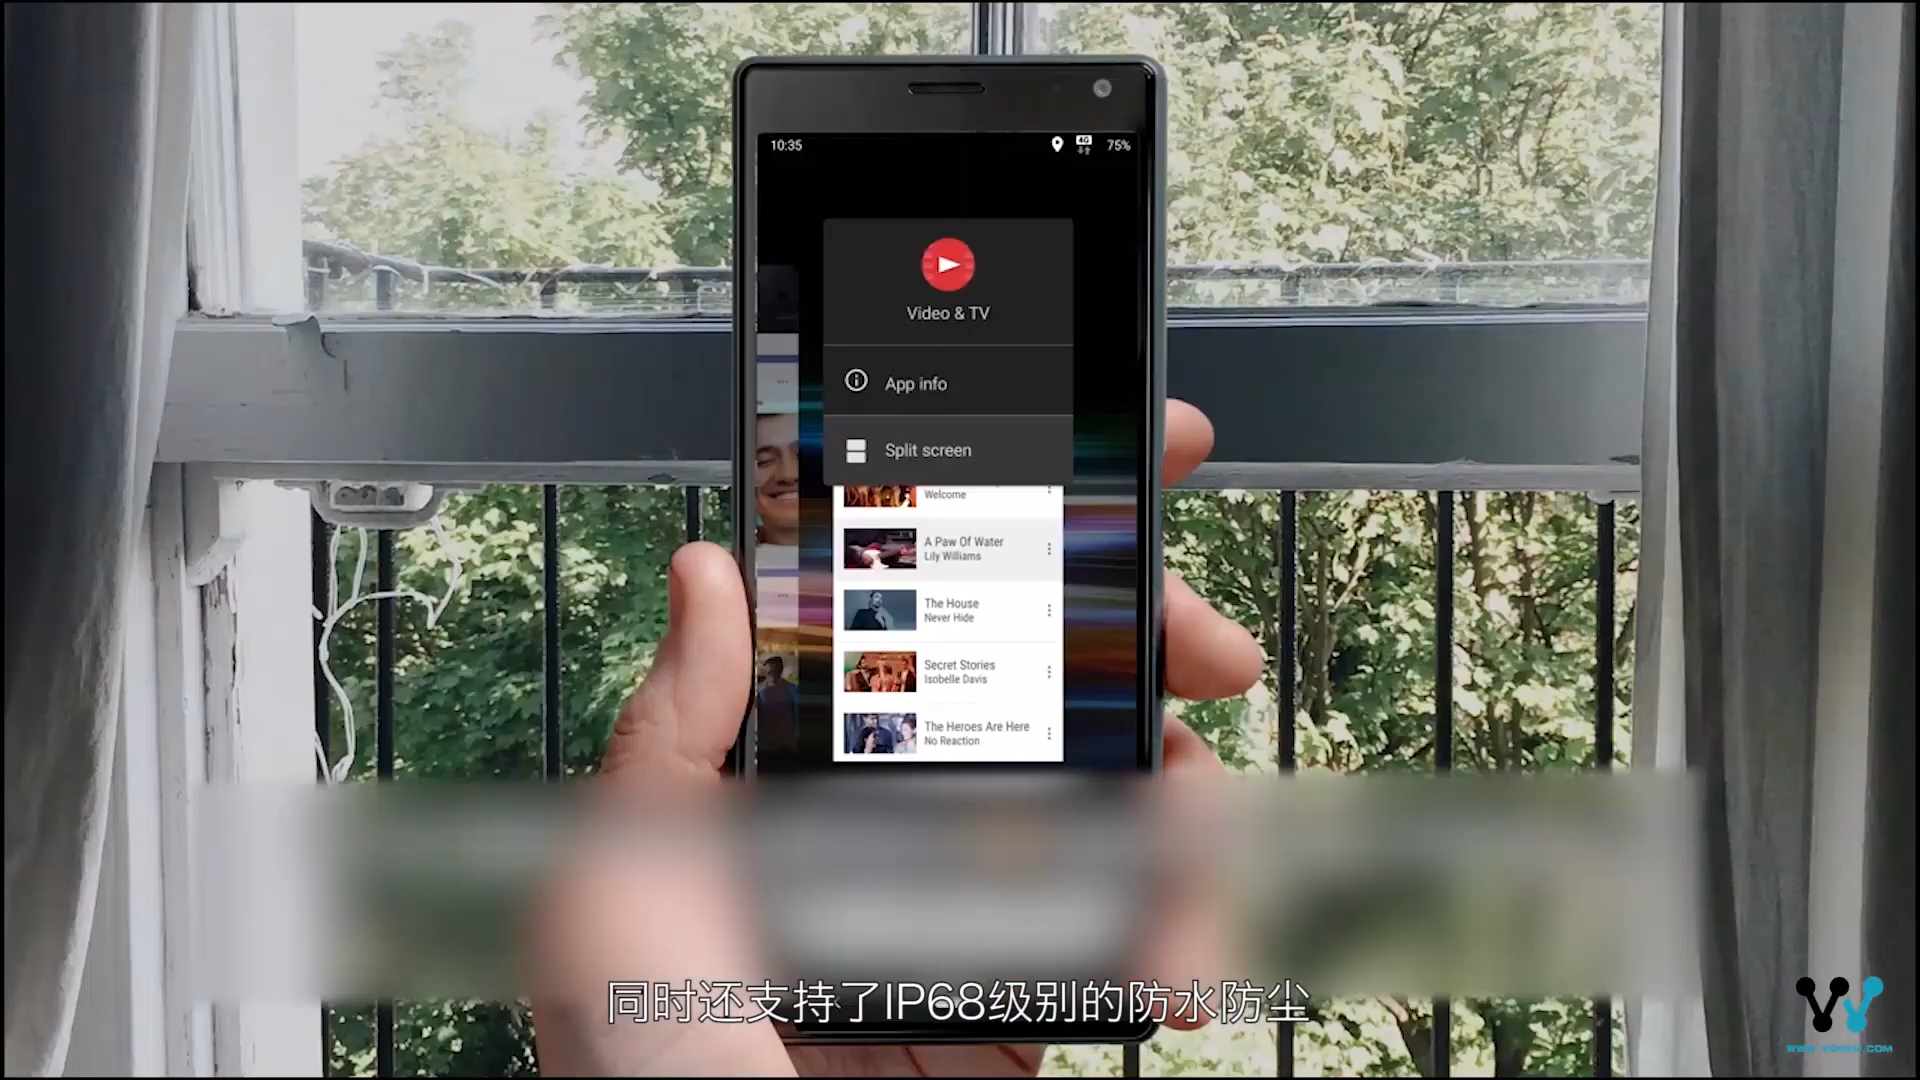 10:35
4G
75%
Video & TV
App info
Split screen
Welcome
A Paw Of Water
Lily Williams
The House
Never Hide
Secret Stories
Isobelle Davis
The Heroes Are Here
No Reaction
同时还支持了IP68级别的防水防尘